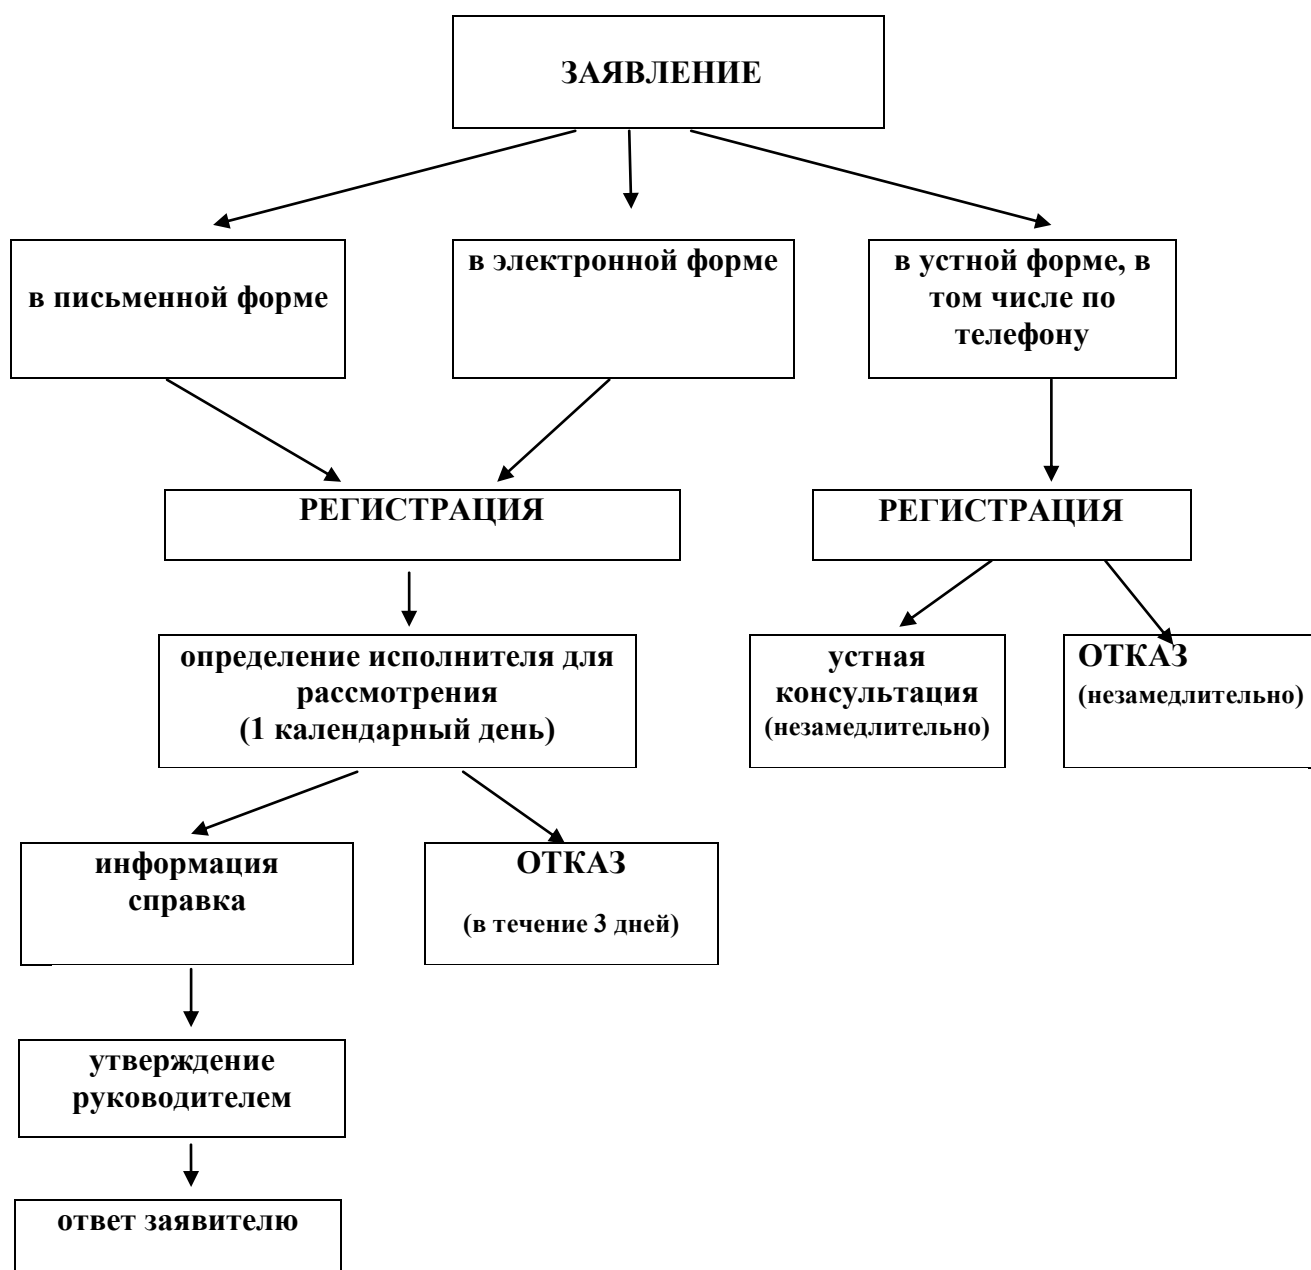 ЗАЯВЛЕНИЕ
в письменной форме
в электронной форме
в устной форме, в
том числе по
телефону
РЕГИСТРАЦИЯ
РЕГИСТРАЦИЯ
определение исполнителя для
рассмотрения
(1 календарный день)
устная
консультация
(незамедлительно)
ОТКАЗ
(незамедлительно)
информация
справка
ОТКАЗ
(в течение 3 дней)
утверждение
руководителем
ответ заявителю